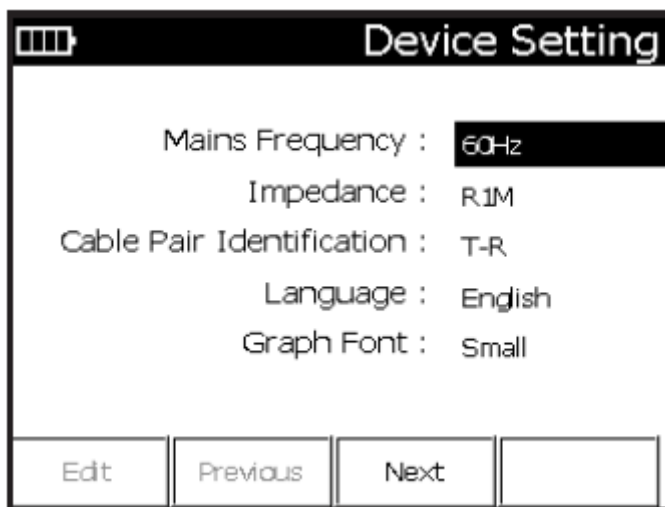 Device Setting
Mains Frequency : 60Hz
Impedance : R1M
Cable Pair Identification : T-R
Language : English
Graph Font : Small
Edit Previous Next